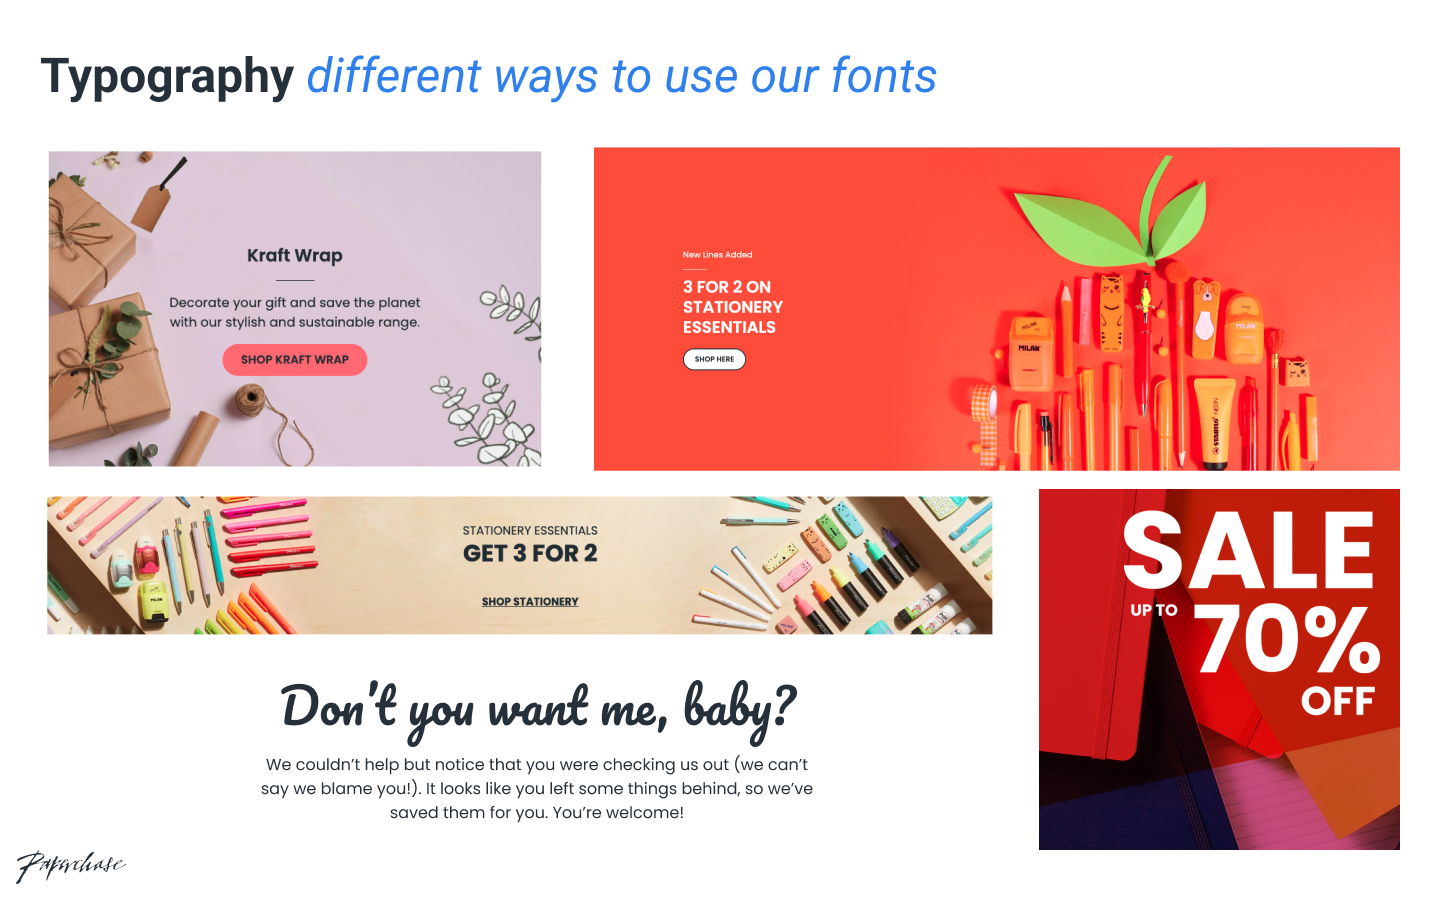 Typography different ways to use our fonts
Kraft Wrap
Decorate your gift and save the planet
with our stylish and sustainable range.
SHOP KRAFT WRAP
New Lines Added
3 FOR 2 ON
STATIONERY
ESSENTIALS
SHOP HERE
MILAN
MILAN
MILAN
STABILO NEON
STATIONERY ESSENTIALS
GET 3 FOR 2
SHOP STATIONERY
MILAN
SALE
UP TO 70%
OFF
Don't you want me, baby?
We couldn't help but notice that you were checking us out (we can't
say we blame you!). It looks like you left some things behind, so we've
saved them for you. You're welcome!
Paperchase